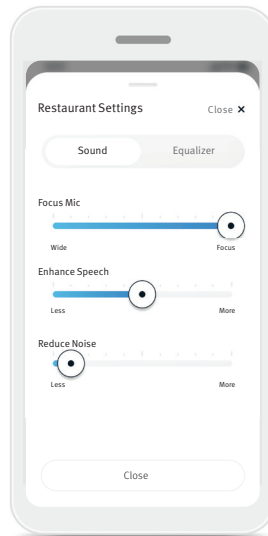 Restaurant Settings Close ×
Sound Equalizer
Focus Mic
Wide Focus
Enhance Speech
Less More
Reduce Noise
Less More
Close